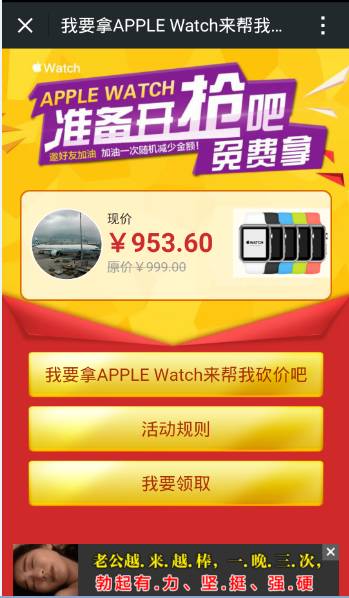 我要拿APPLE Watch来帮我...
Watch
APPLE WATCH
准备开抢吧
邀好友加油 加油一次随机减少金额!
免费拿
现价
￥953.60
原价￥999.00
WATCH
我要拿APPLE Watch来帮我砍价吧
活动规则
我要领取
老公越.来.越.棒，一.晚.三.次，
勃起有.力、坚.挺、强.硬